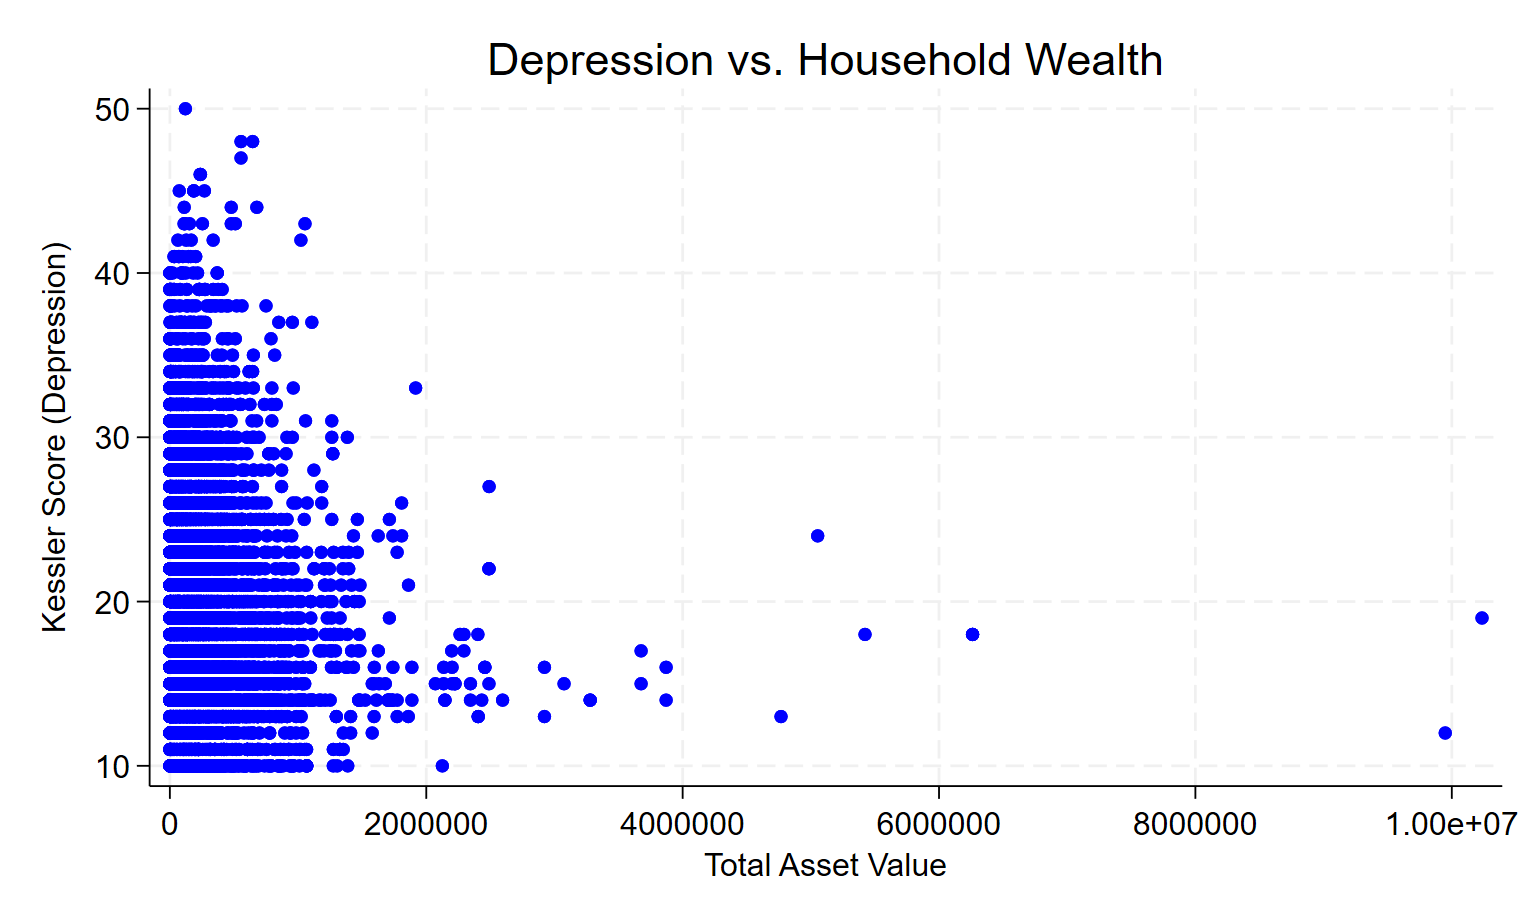 Depression vs. Household Wealth
Kessler Score (Depression)
50
40
30
20
10
0
2000000
4000000
6000000
8000000
1.00e+07
Total Asset Value